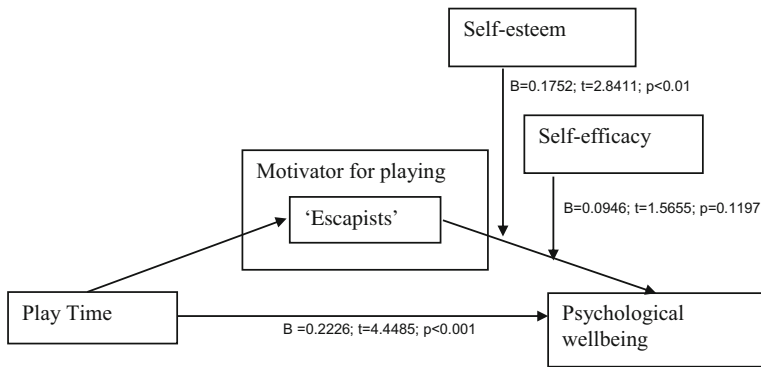 Self-esteem
B=0.1752; t=2.8411; p<0.01
Self-efficacy
B=0.0946; t=1.5655; p=0.1197
Motivator for playing
‘Escapists’
Play Time
B =0.2226; t=4.4485; p<0.001
Psychological
wellbeing